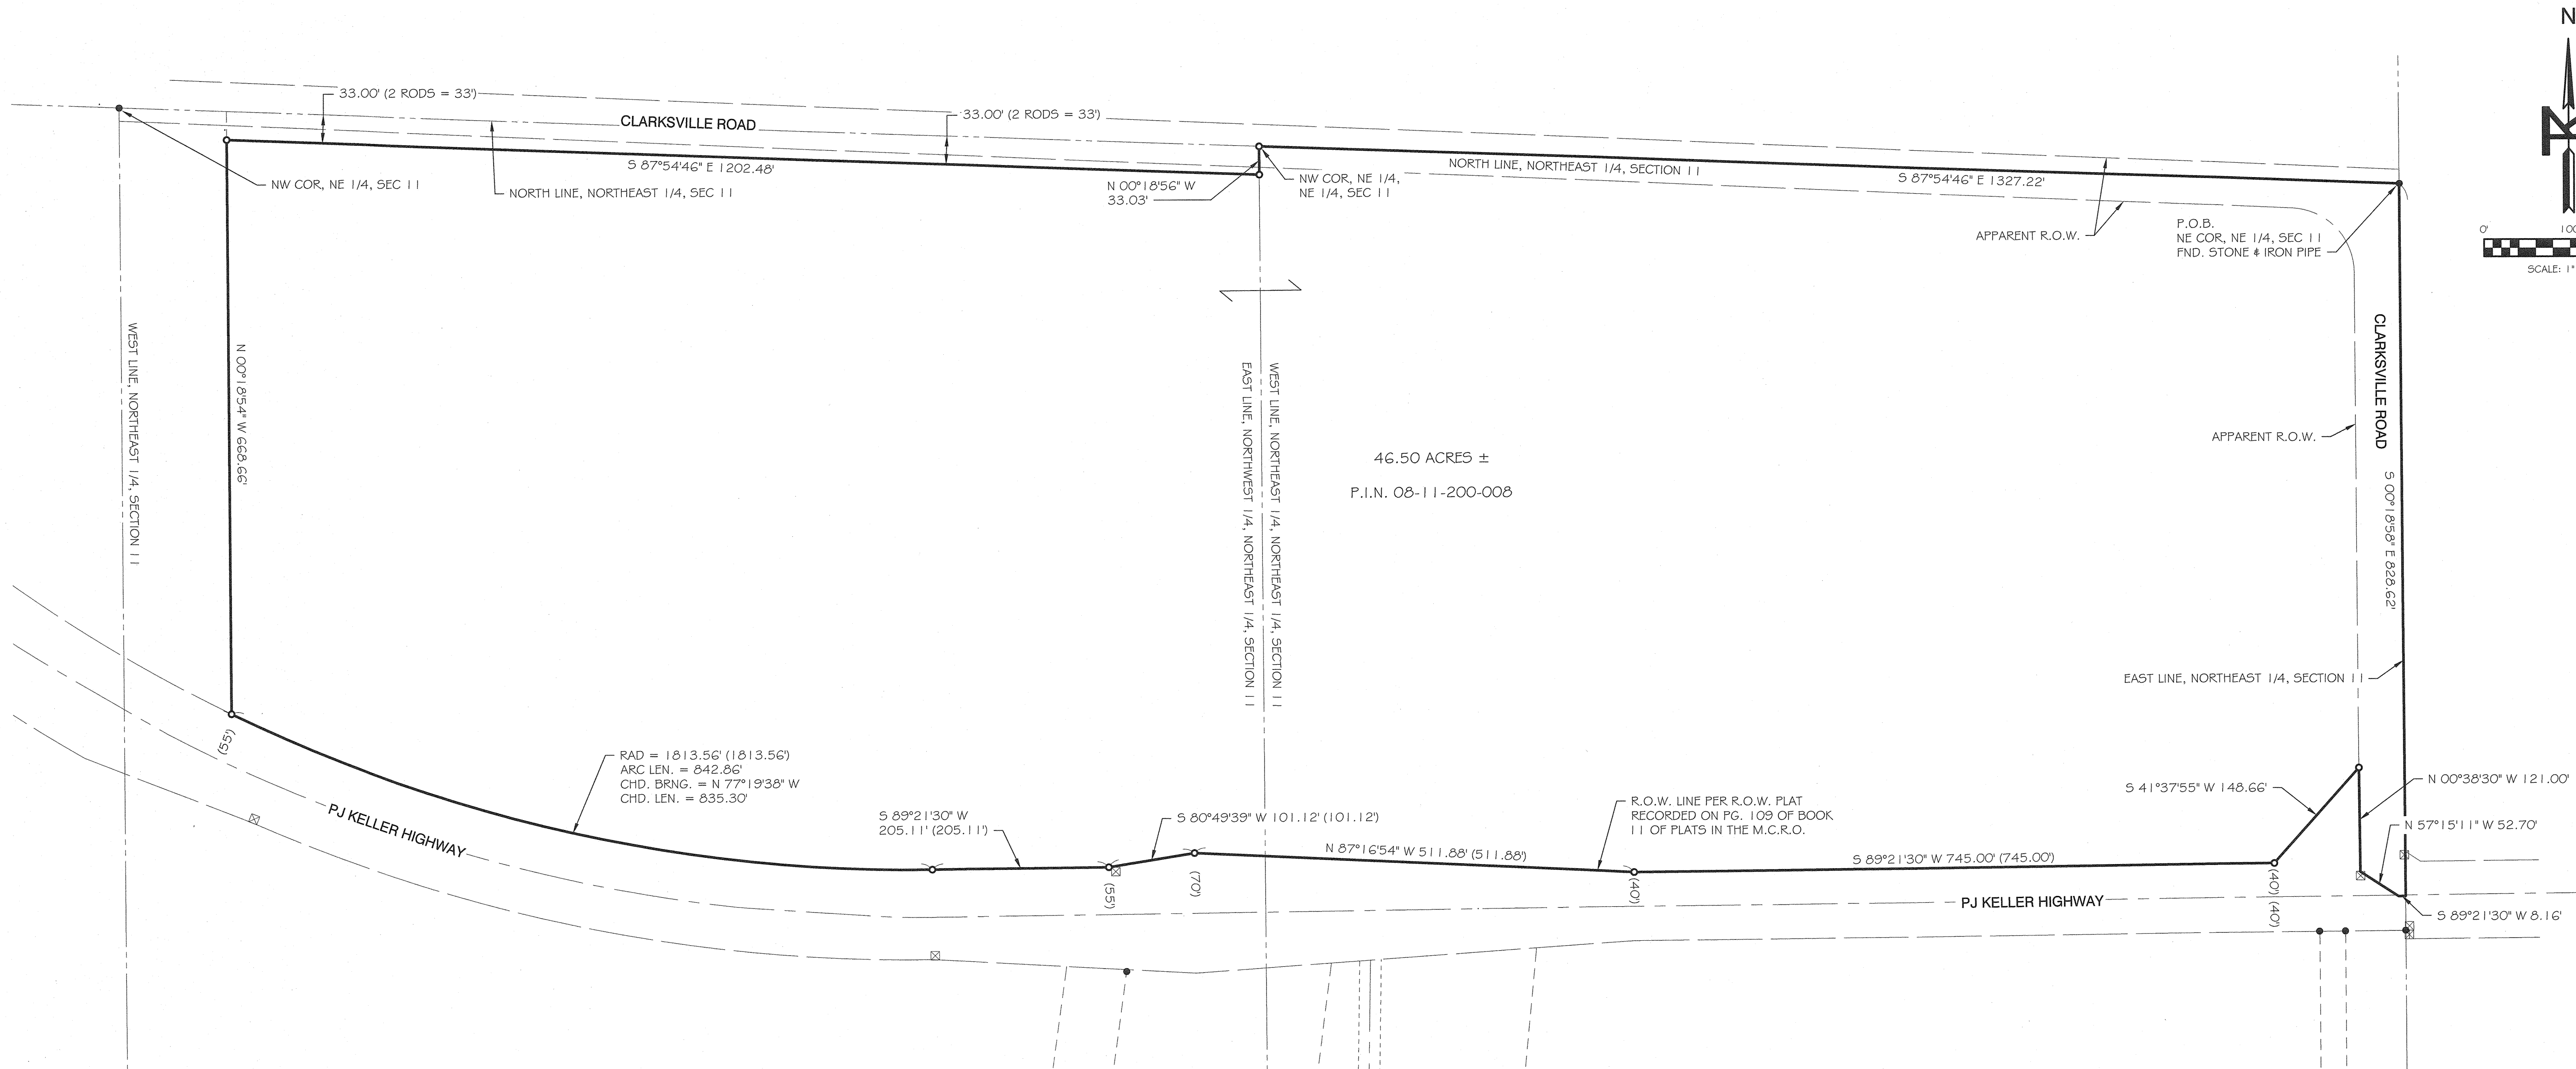 N
33.00' (2 RODS = 33')
CLARKSVILLE ROAD
33.00' (2 RODS = 33')
S 87°54'46" E 1202.48'
NORTH LINE, NORTHEAST 1/4, SECTION 11
S 87°54'46" E 1327.22'
NW COR, NE 1/4, SEC 11
NORTH LINE, NORTHEAST 1/4, SEC 11
N 00°18'56" W
33.03'
NW COR, NE 1/4,
NE 1/4, SEC 11
APPARENT R.O.W.
P.O.B.
NE COR, NE 1/4, SEC 11
FND. STONE & IRON PIPE
0'
SCALE: 1"
WEST LINE, NORTHEAST 1/4, SECTION 11
N 00°18'54" W 668.66'
EAST LINE, NORTHWEST 1/4, NORTHEAST 1/4, SECTION 11
WEST LINE, NORTHEAST 1/4, NORTHEAST 1/4, SECTION 11
CLARKSVILLE ROAD
APPARENT R.O.W.
S 00°18'58" E 828.62'
46.50 ACRES ±
P.I.N. 08-11-200-008
EAST LINE, NORTHEAST 1/4, SECTION 11
(55')
RAD = 1813.56' (1813.56')
ARC LEN. = 842.86'
CHD. BRNG. = N 77°19'38" W
CHD. LEN. = 835.30'
PJ KELLER HIGHWAY
S 89°21'30" W
205.11' (205.11')
S 80°49'39" W 101.12' (101.12')
(55')
(70')
N 87°16'54" W 511.88' (511.88')
R.O.W. LINE PER R.O.W. PLAT
RECORDED ON PG. 109 OF BOOK
11 OF PLATS IN THE M.C.R.O.
(40')
S 89°21'30" W 745.00' (745.00')
S 41°37'55" W 148.66'
N 00°38'30" W 121.00'
N 57°15'11" W 52.70'
(40')
(40')
PJ KELLER HIGHWAY
S 89°21'30" W 8.16'